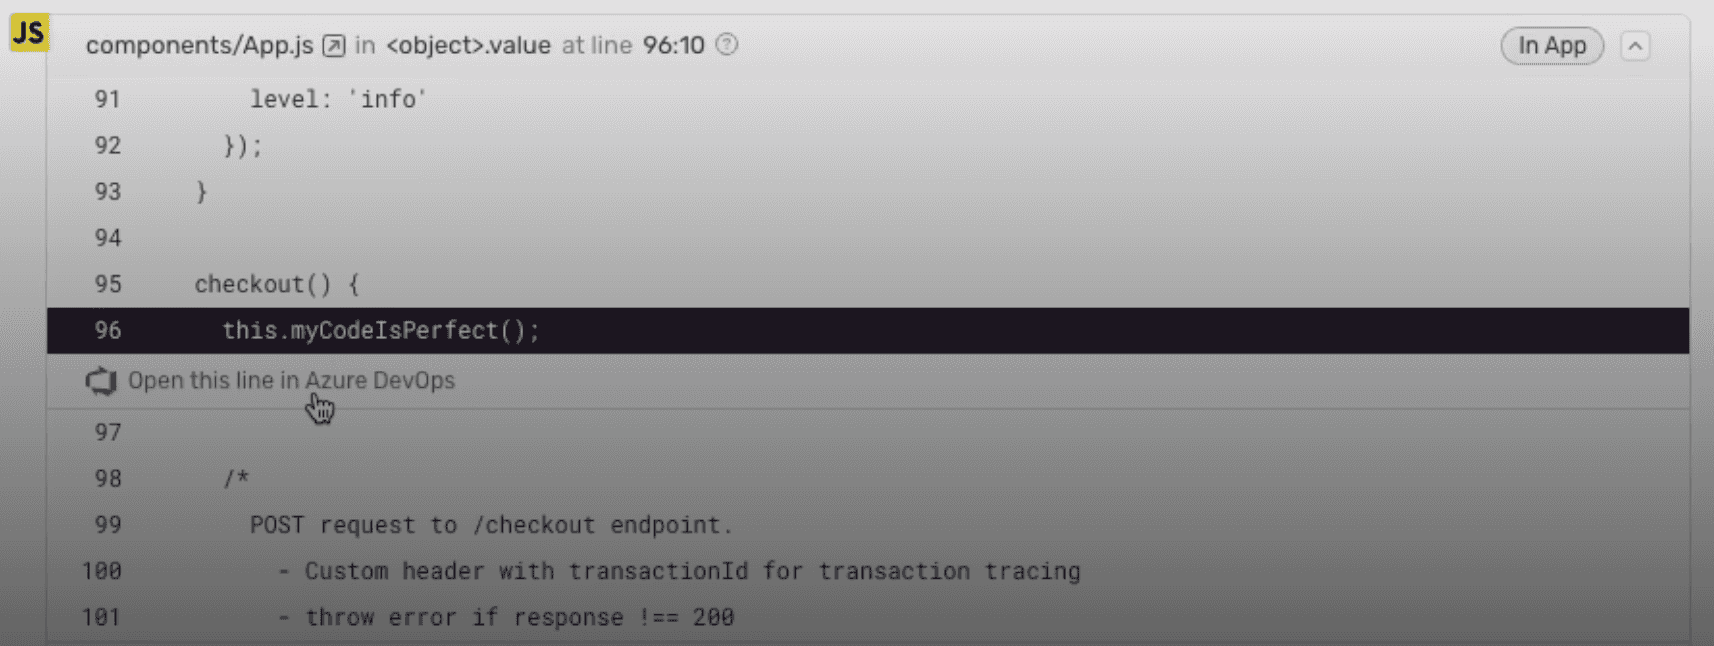 JS
components/App.js in <object>.value at line 96:10 ? In App
91 level: 'info'
92 });
93 }
94
95 checkout() {
96 this.myCodeIsPerfect();
Open this line in Azure DevOps
97
98 /*
99 POST request to /checkout endpoint.
100 - Custom header with transactionId for transaction tracing
101 - throw error if response !== 200